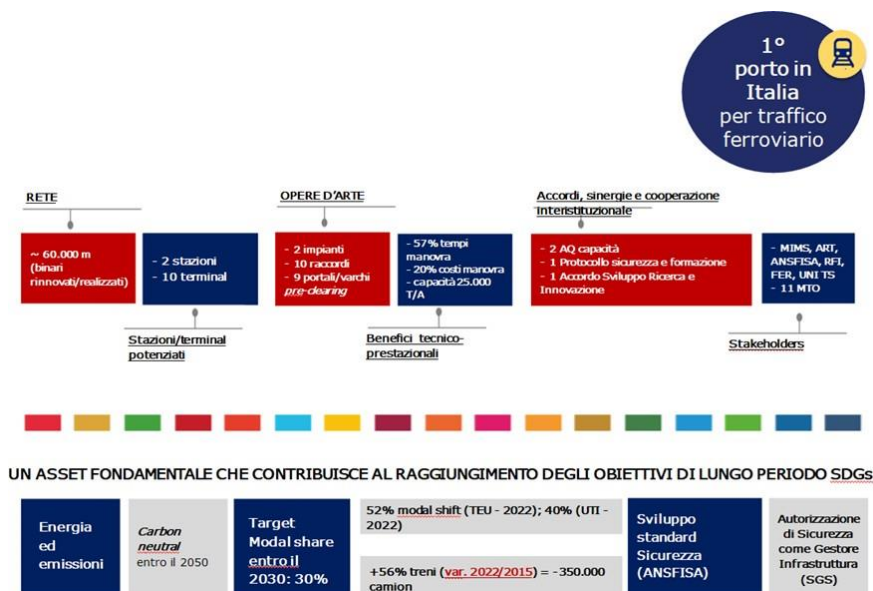 1°
porto in
Italia
per traffico
ferroviario
RETE
OPERE D'ARTE
Accordi, sinergie e cooperazione
Interistituzionale
~ 60.000 m
(binari
rinnovati/realizzati)
- 2 stazioni
- 10 terminal
- 2 impianti
- 10 raccordi
- 9 portali/varchi
pre-clearing
- 57% tempi
manovra
- 20% costi manovra
- capacità 25.000
T/A
- 2 AQ capacità
- 1 Protocollo sicurezza e formazione
- 1 Accordo Sviluppo Ricerca e
Innovazione
- MIMS, ART,
ANSFISA, RFI,
FER, UNI TS
- 11 MTO
Stazioni/terminal
potenziati
Benefici tecnico-
prestazionali
Stakeholders
UN ASSET FONDAMENTALE CHE CONTRIBUISCE AL RAGGIUNGIMENTO DEGLI OBIETTIVI DI LUNGO PERIODO SDGs
Energia
ed
emissioni
Carbon
neutral
entro il 2050
Target
Modal share
entro il
2030: 30%
52% modal shift (TEU - 2022); 40% (UTI -
2022)
+56% treni (var. 2022/2015) = -350.000
camion
Sviluppo
standard
Sicurezza
(ANSFISA)
Autorizzazione
di Sicurezza
come Gestore
Infrastruttura
(SGS)